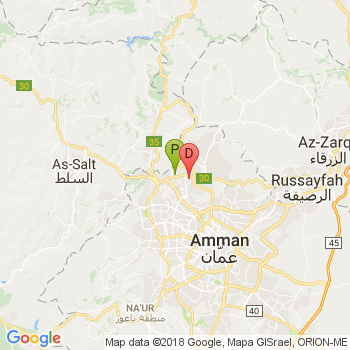 30
35
P
D
Az-Zarq
الزرقاء
As-Salt
السلط
30
Russayfah
الرصيفة
Amman
عمان
45
NA'UR
منطقة ناعور
40
40
Google
Map data ©2018 Google, Mapa GISrael, ORION-ME